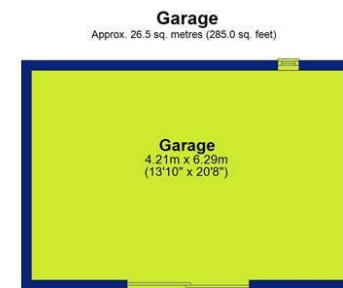 Garage
Approx. 26.5 sq. metres (285.0 sq. feet)
Garage
4.21m x 6.29m
(13'10" x 20'8")